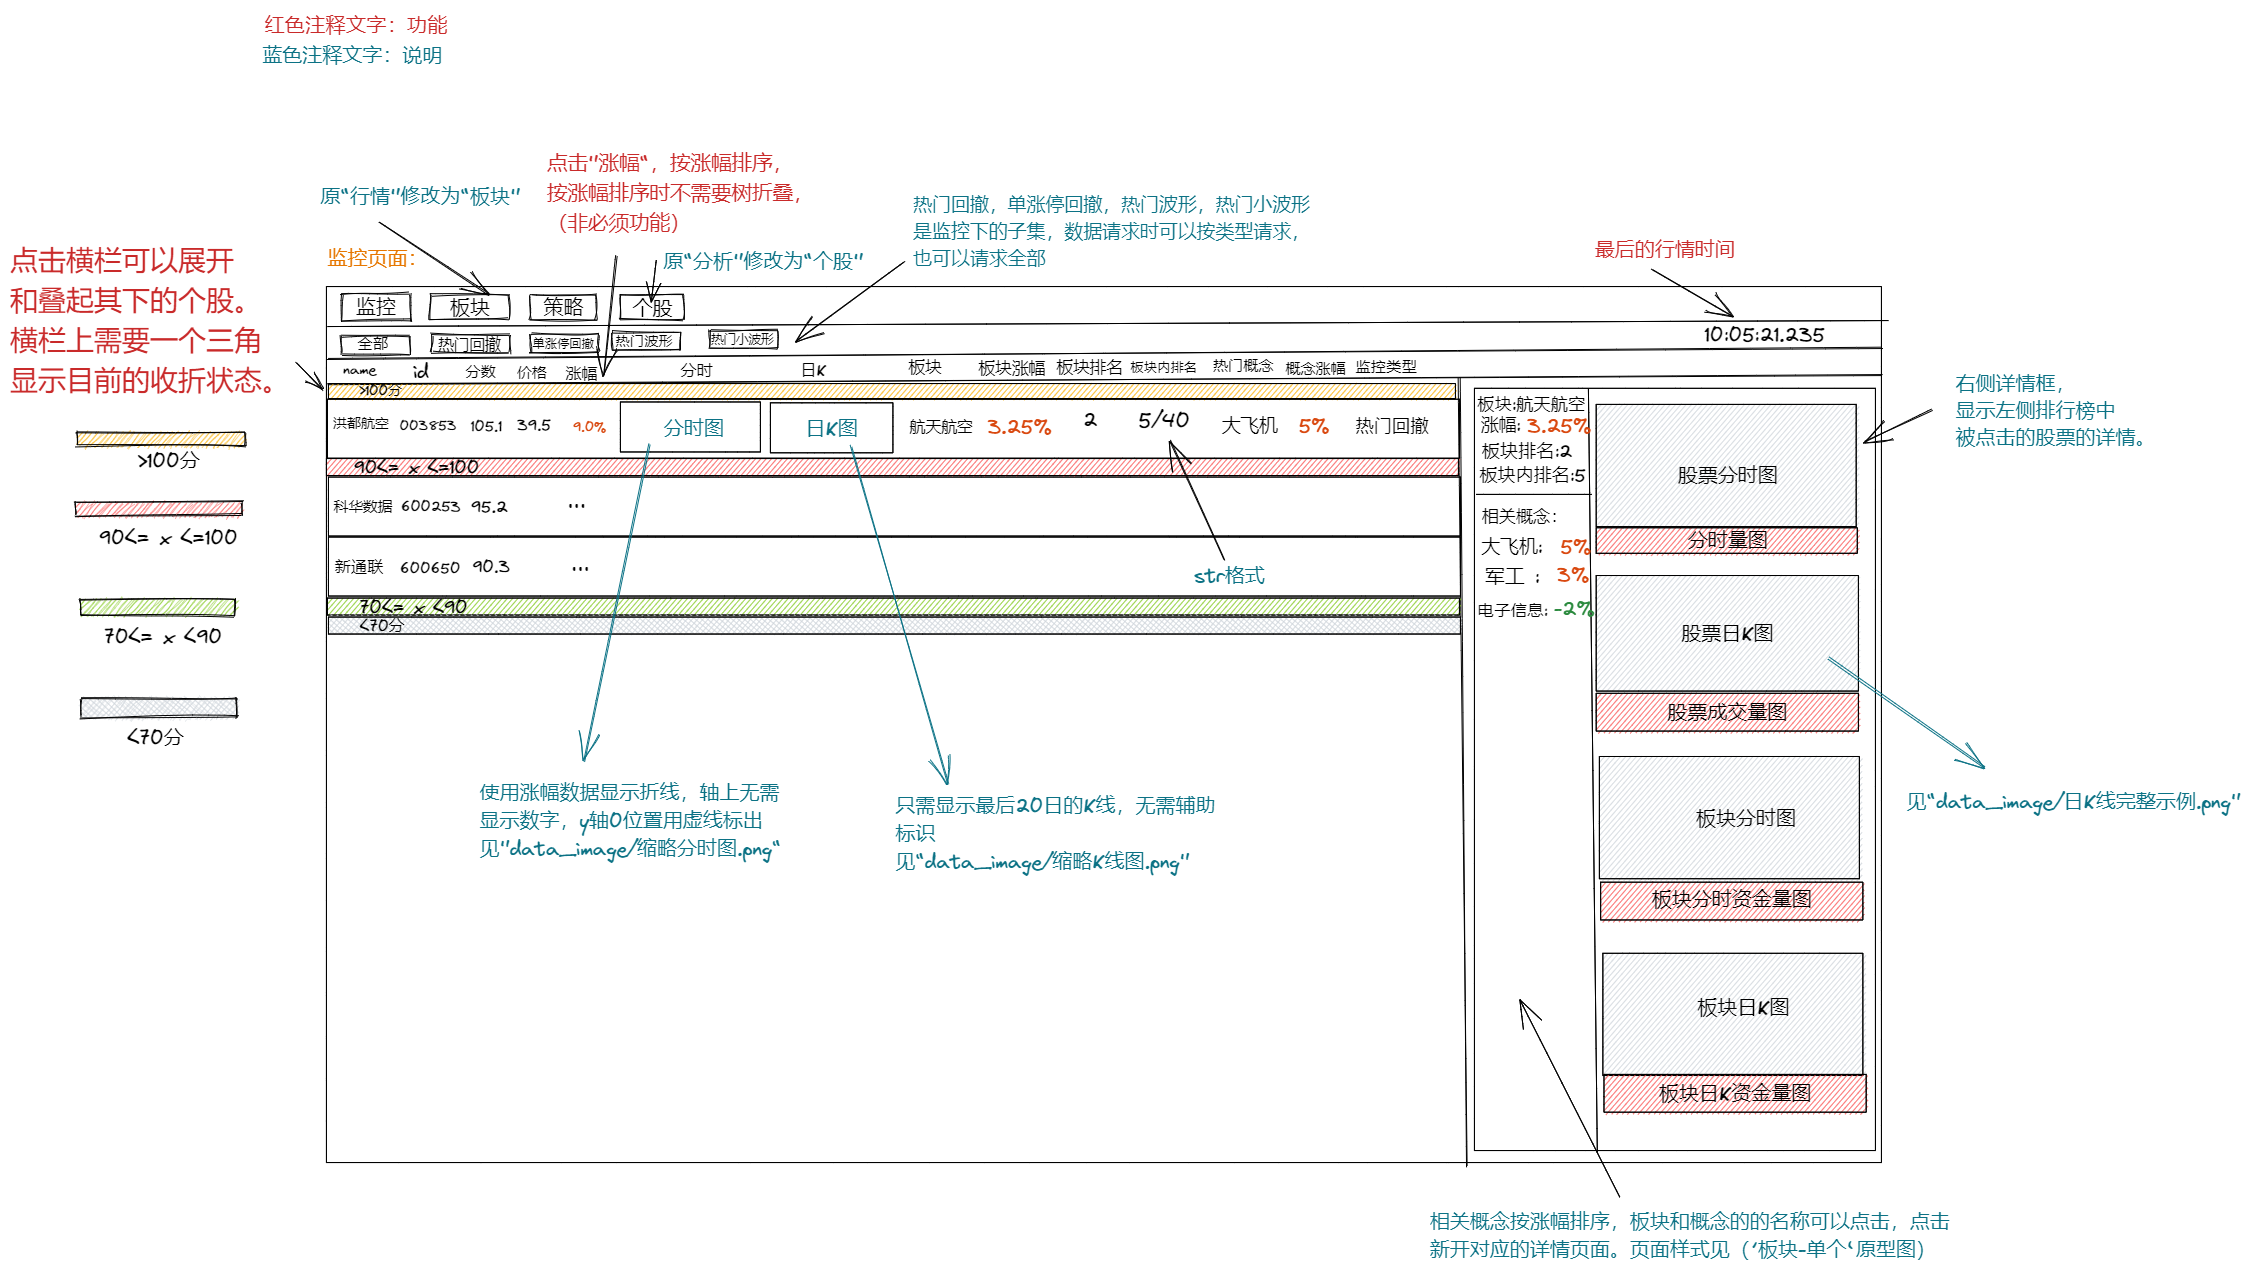 红色注释文字：功能
蓝色注释文字：说明
点击"涨幅"，按涨幅排序，
按涨幅排序时不需要树折叠，
（非必须功能）
原"行情"修改为"板块"
热门回撤，单涨停回撤，热门波形，热门小波形
是监控下的子集，数据请求时可以按类型请求，
也可以请求全部
监控页面：
原"分析"修改为"个股"
最后的行情时间
点击横栏可以展开
和叠起其下的个股。
横栏上需要一个三角
显示目前的收折状态。
监控 板块 策略 个股
全部 热门回撤 单涨停回撤 热门波形 热门小波形 10:05:21.235
name id 分数 价格 涨幅 分时 日K 板块 板块涨幅 板块排名 板块内排名 热门概念 概念涨幅 监控类型
>100分
洪都航空 003853 105.1 39.5 9.0% 分时图 日K图 航天航空 3.25% 2 5/40 大飞机 5% 热门回撤
90<= x <=100
科华数据 600253 95.2 ...
新通联 600650 90.3 ...
70<= x <90
<70分
>100分
90<= x <=100
70<= x <90
<70分
str格式
板块:航天航空
涨幅: 3.25%
板块排名:2
板块内排名:5
相关概念:
大飞机: 5%
军工 : 3%
电子信息: -2%
股票分时图
分时量图
股票日K图
股票成交量图
板块分时图
板块分时资金量图
板块日K图
板块日K资金量图
右侧详情框，
显示左侧排行榜中
被点击的股票的详情。
使用涨幅数据显示折线，轴上无需
显示数字，y轴0位置用虚线标出
见"data_image/缩略分时图.png"
只需显示最后20日的K线，无需辅助
标识
见"data_image/缩略K线图.png"
见"data_image/日K线完整示例.png"
相关概念按涨幅排序，板块和概念的的名称可以点击，点击
新开对应的详情页面。页面样式见（'板块-单个'原型图）